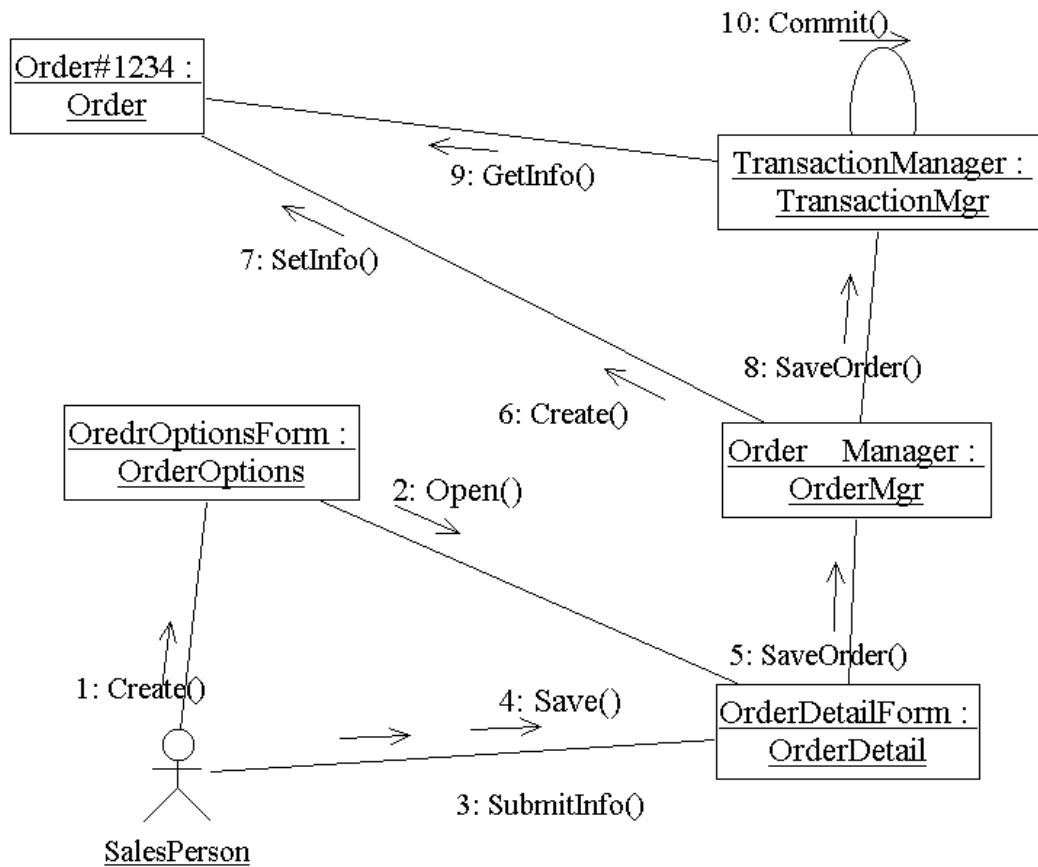 10: Commit()
Order#1234 :
Order
TransactionManager :
TransactionMgr
9: GetInfo()
7: SetInfo()
8: SaveOrder()
6: Create()
OredrOptionsForm :
OrderOptions
Order Manager :
OrderMgr
2: Open()
5: SaveOrder()
1: Create()
4: Save()
OrderDetailForm :
OrderDetail
3: SubmitInfo()
SalesPerson